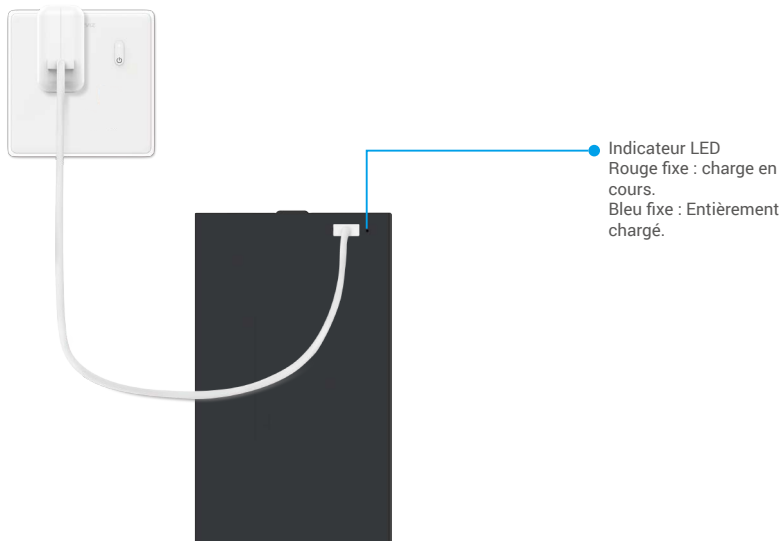 Indicateur LED
Rouge fixe : charge en
cours.
Bleu fixe : Entièrement
chargé.